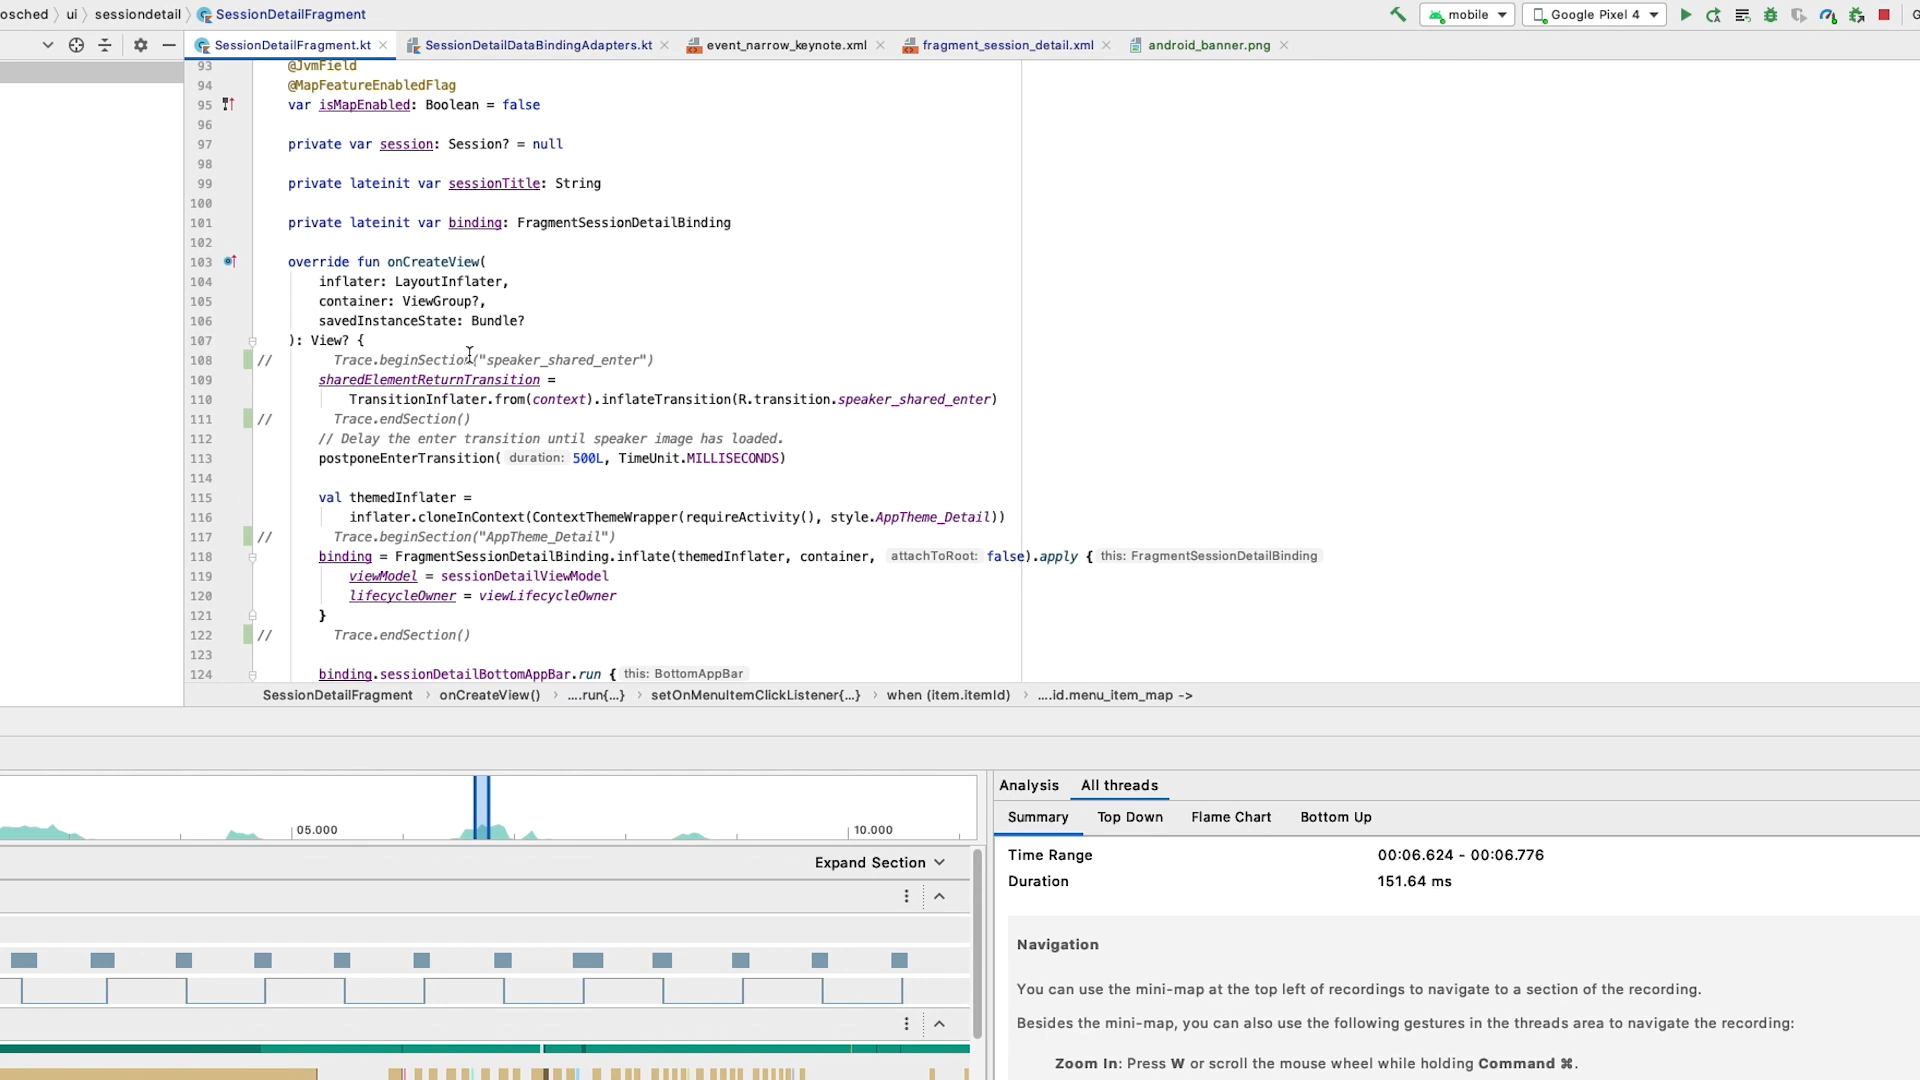 osched ui sessiondetail SessionDetailFragment mobile Google Pixel 4
SessionDetailFragment.kt SessionDetailDataBindingAdapters.kt event_narrow_keynote.xml fragment_session_detail.xml android_banner.png
93 @JvmField
94 @MapFeatureEnabledFlag
95 var isMapEnabled: Boolean = false
96
97 private var session: Session? = null
98
99 private lateinit var sessionTitle: String
100
101 private lateinit var binding: FragmentSessionDetailBinding
102
103 override fun onCreateView(
104 inflater: LayoutInflater,
105 container: ViewGroup?,
106 savedInstanceState: Bundle?
107 ): View? {
108 // Trace.beginSection("speaker_shared_enter")
109 sharedElementReturnTransition =
110 TransitionInflater.from(context).inflateTransition(R.transition.speaker_shared_enter)
111 // Trace.endSection()
112 // Delay the enter transition until speaker image has loaded.
113 postponeEnterTransition( duration: 500L, TimeUnit.MILLISECONDS)
114
115 val themedInflater =
116 inflater.cloneInContext(ContextThemeWrapper(requireActivity(), style.AppTheme_Detail))
117 // Trace.beginSection("AppTheme_Detail")
118 binding = FragmentSessionDetailBinding.inflate(themedInflater, container, attachToRoot: false).apply { this: FragmentSessionDetailBinding
119 viewModel = sessionDetailViewModel
120 lifecycleOwner = viewLifecycleOwner
121 }
122 // Trace.endSection()
123
124 binding.sessionDetailBottomAppBar.run { this: BottomAppBar
SessionDetailFragment › onCreateView() › ....run{...} › setOnMenuItemClickListener{...} › when (item.itemId) › ....id.menu_item_map ->
05.000 10.000
Expand Section
Analysis All threads
Summary Top Down Flame Chart Bottom Up
Time Range 00:06.624 - 00:06.776
Duration 151.64 ms
Navigation
You can use the mini-map at the top left of recordings to navigate to a section of the recording.
Besides the mini-map, you can also use the following gestures in the threads area to navigate the recording:
Zoom In: Press W or scroll the mouse wheel while holding Command ⌘.